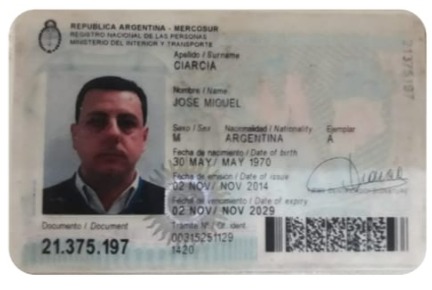 REPUBLICA ARGENTINA - MERCOSUR
REGISTRO NACIONAL DE LAS PERSONAS
MINISTERIO DEL INTERIOR Y TRANSPORTE
Apellido / Surname
CIARCIA
Nombre / Name
JOSE MIGUEL
Sexo / Sex Nacionalidad / Nationality Ejemplar
M ARGENTINA A
Fecha de nacimiento / Date of birth
30 MAY/ MAY 1970
Fecha de emisión / Date of issue
02 NOV/ NOV 2014
Fecha de vencimiento / Date of expiry
02 NOV/ NOV 2029
Documento / Document
21.375.197
Trámite Nº / Of. ident.
00315251129
1420
21375197